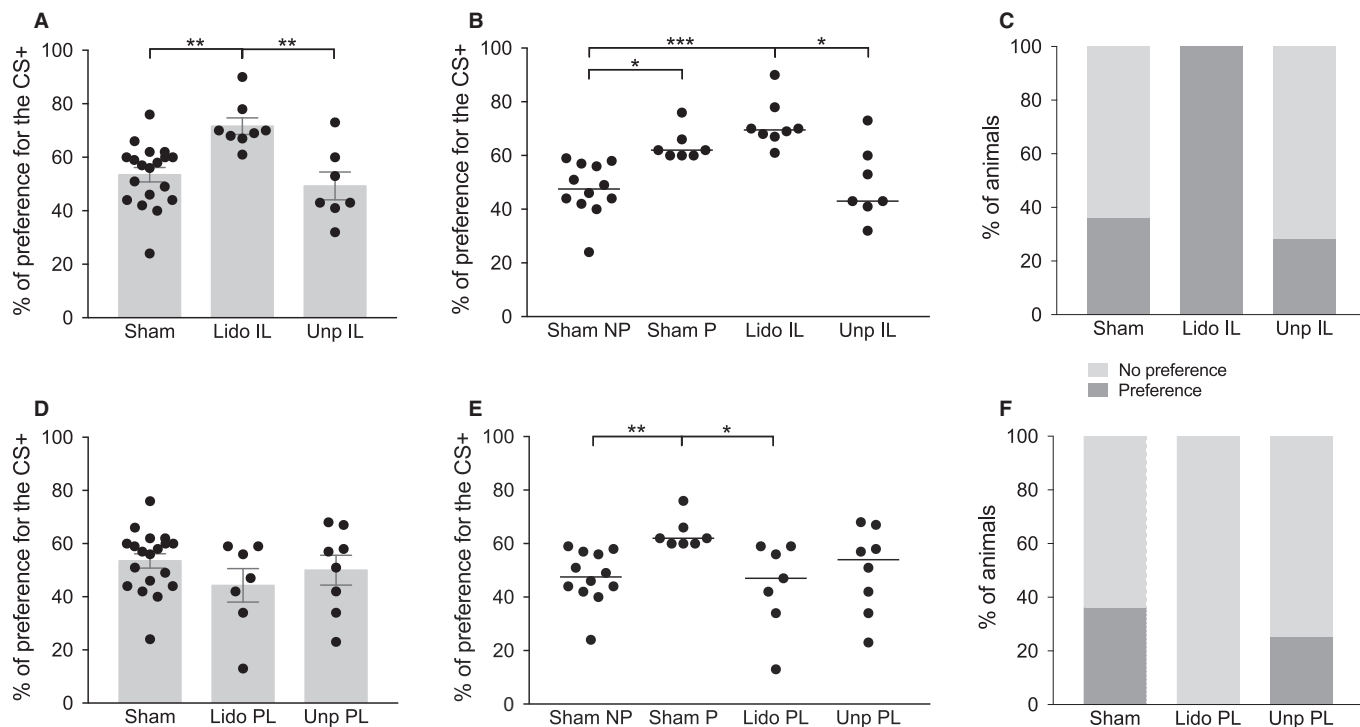 A
% of preference for the CS+
100
80
60
40
20
0
** **
Sham Lido IL Unp IL
B
% of preference for the CS+
100
80
60
40
20
0
*** *
*
Sham NP Sham P Lido IL Unp IL
C
% of animals
100
80
60
40
20
0
Sham Lido IL Unp IL
No preference
Preference
D
% of preference for the CS+
100
80
60
40
20
0
Sham Lido PL Unp PL
E
% of preference for the CS+
100
80
60
40
20
0
** *
Sham NP Sham P Lido PL Unp PL
F
% of animals
100
80
60
40
20
0
Sham Lido PL Unp PL